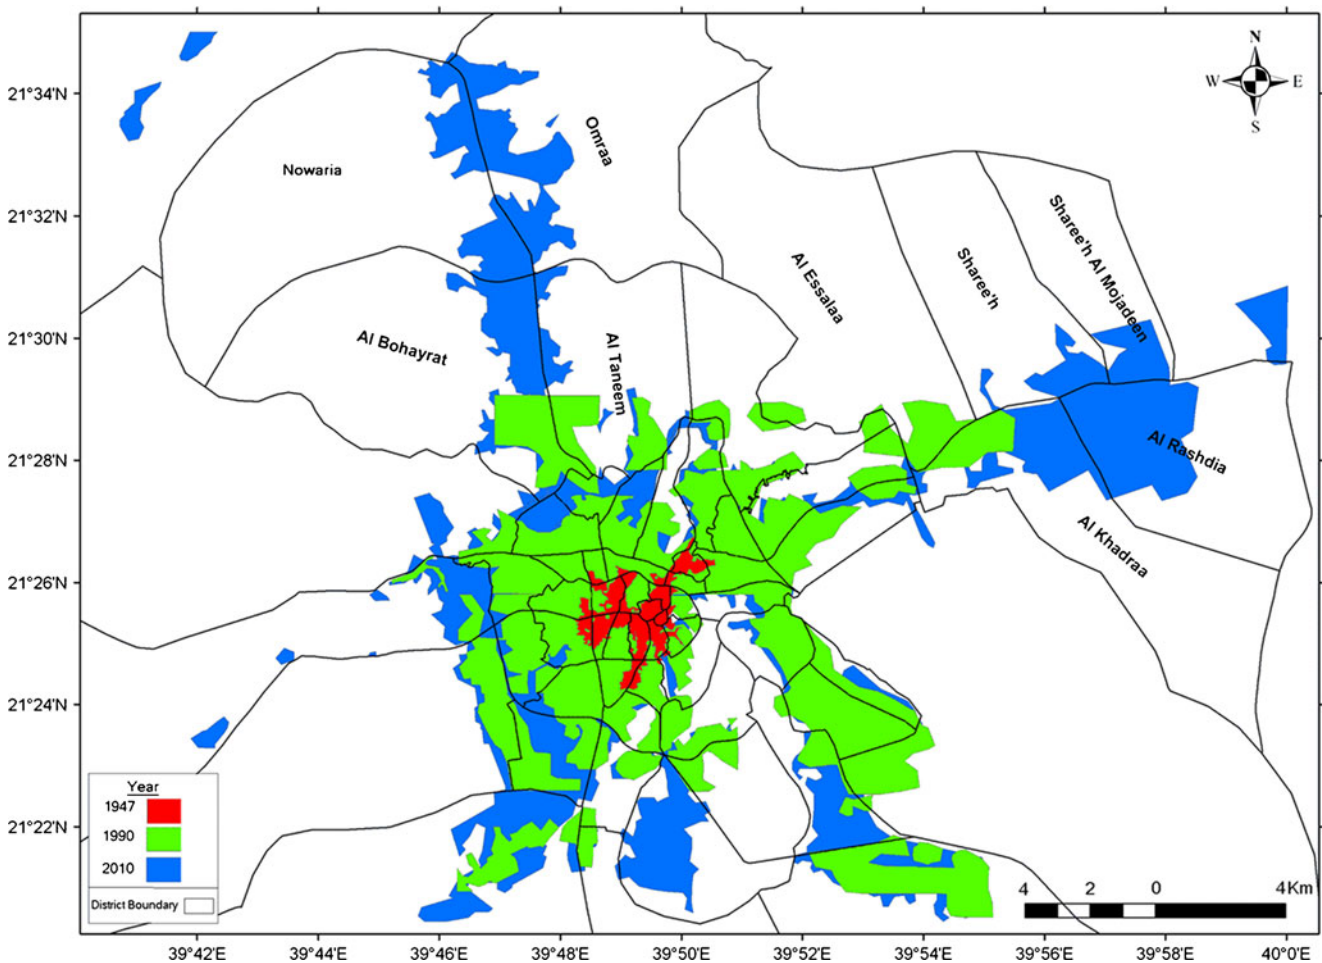 N
W E
S
21°34'N
21°32'N
21°30'N
21°28'N
21°26'N
21°24'N
21°22'N
Nowaria
Omraa
Al Essalaa
Sharee'h
Sharee'h Al Mojadeen
Al Bohayrat
Al Taneem
Al Rashdia
Al Khadraa
Year
1947
1990
2010
District Boundary
4 2 0 4Km
39°42'E 39°44'E 39°46'E 39°48'E 39°50'E 39°52'E 39°54'E 39°56'E 39°58'E 40°0'E